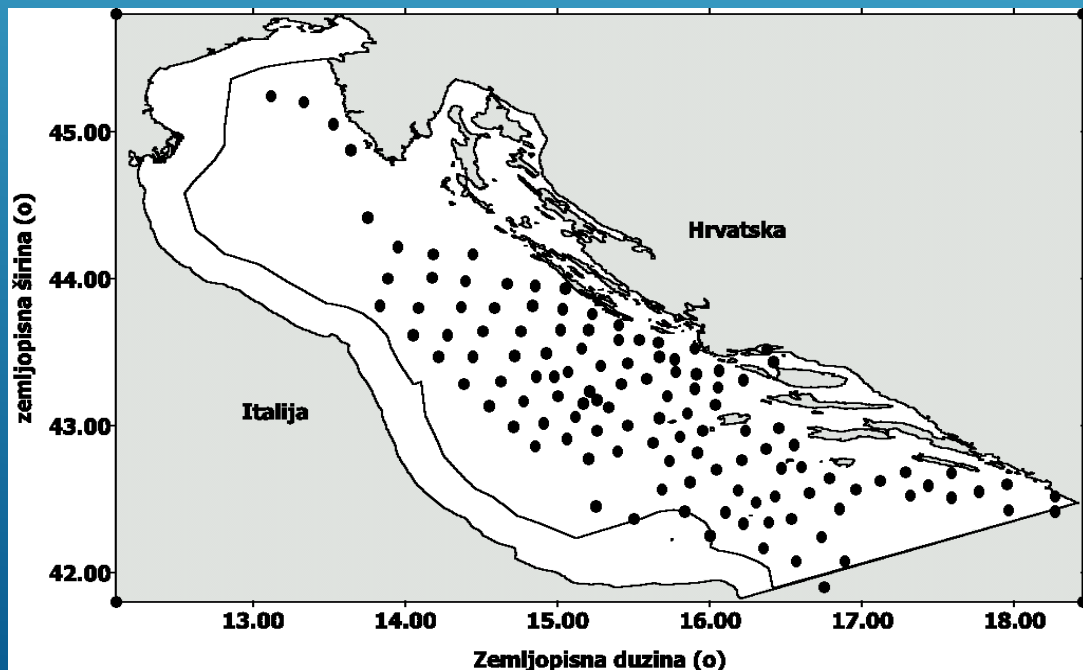 45.00
Hrvatska
zemljopisna širina (o)
44.00
Italija
43.00
42.00
13.00 14.00 15.00 16.00 17.00 18.00
Zemljopisna duzina (o)